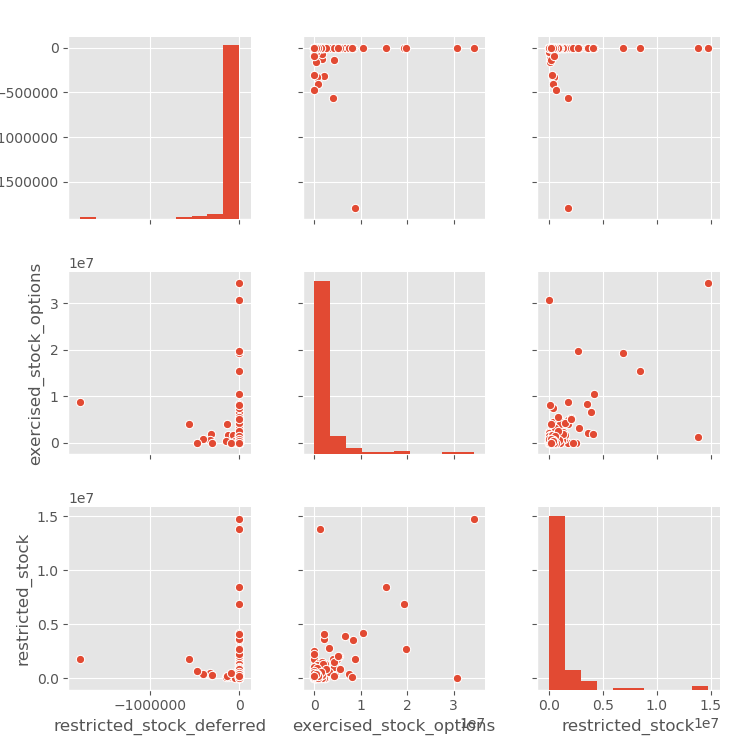 0
−500000
1000000
1500000
1e7
exercised_stock_options
3
2
1
0
1e7
restricted_stock
1.5
1.0
0.5
0.0
−1000000 0
0 1 2 3
0.0 0.5 1.0 1.5
1e7 1e7
restricted_stock_deferred exercised_stock_options restricted_stock